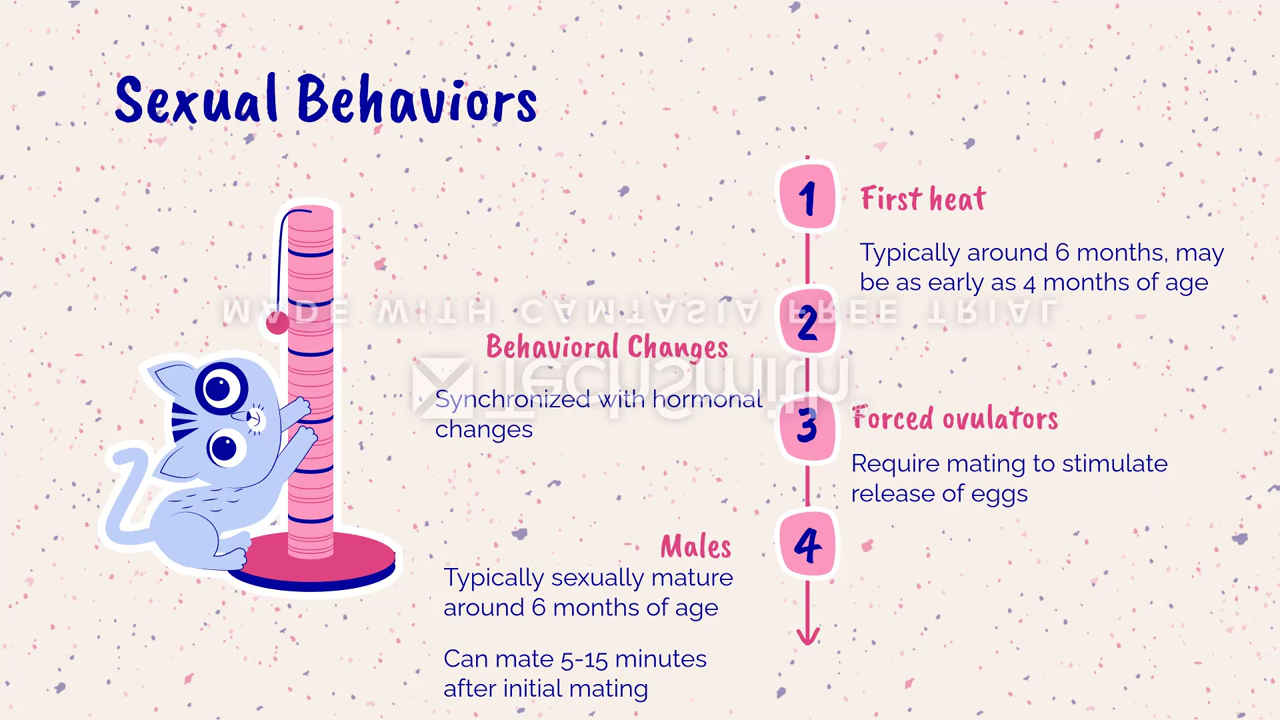 Sexual Behaviors
1
First heat
Typically around 6 months, may
be as early as 4 months of age
MADE WITH CAMTASIA FREE TRIAL
2
Behavioral Changes
TechSmith
Synchronized with hormonal
changes
3
Forced ovulators
Require mating to stimulate
release of eggs
4
Males
Typically sexually mature
around 6 months of age
Can mate 5-15 minutes
after initial mating